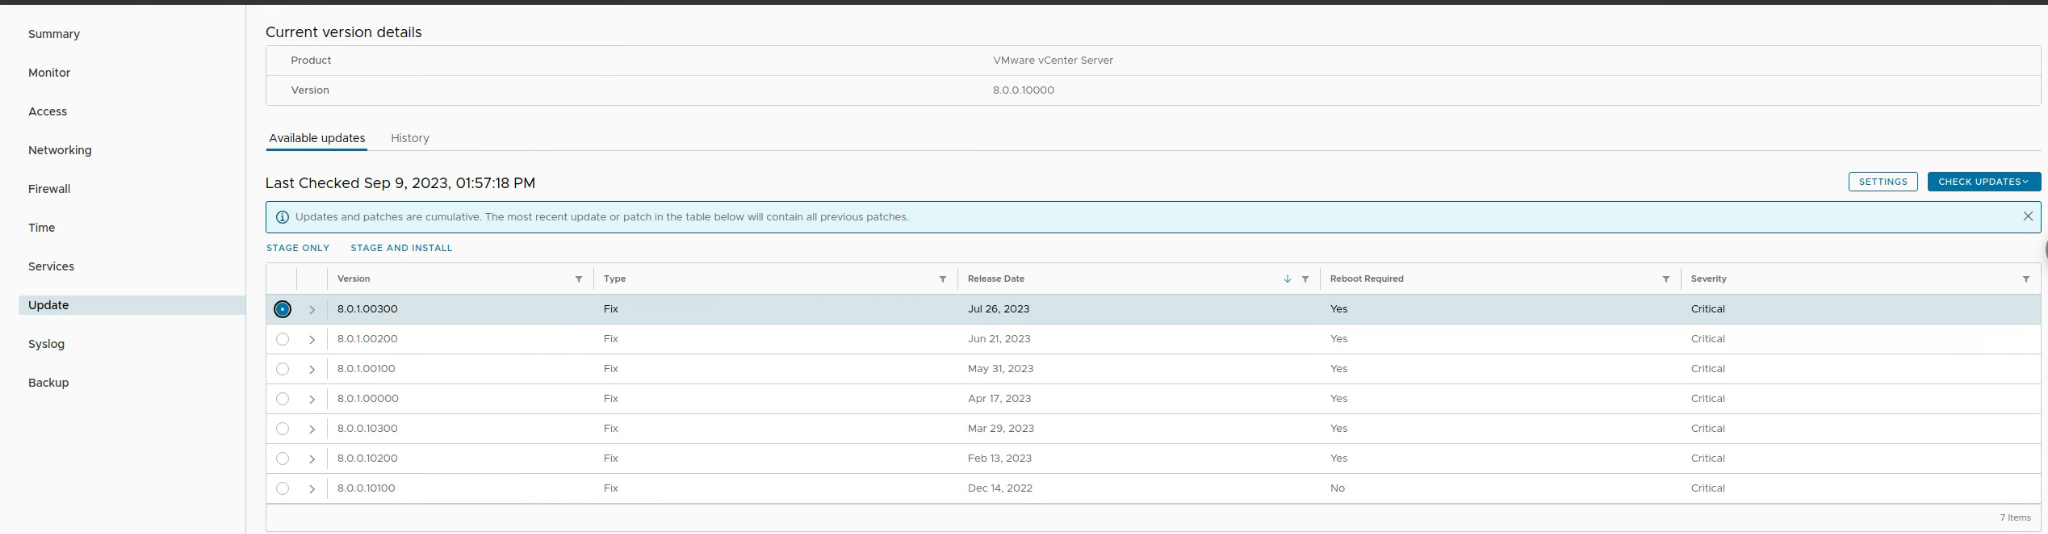 Summary
Monitor
Access
Networking
Firewall
Time
Services
Update
Syslog
Backup
Current version details
Product VMware vCenter Server
Version 8.0.0.10000
Available updates History
Last Checked Sep 9, 2023, 01:57:18 PM
SETTINGS CHECK UPDATES
Updates and patches are cumulative. The most recent update or patch in the table below will contain all previous patches.
STAGE ONLY STAGE AND INSTALL
Version Type Release Date Reboot Required Severity
8.0.1.00300 Fix Jul 26, 2023 Yes Critical
8.0.1.00200 Fix Jun 21, 2023 Yes Critical
8.0.1.00100 Fix May 31, 2023 Yes Critical
8.0.1.00000 Fix Apr 17, 2023 Yes Critical
8.0.0.10300 Fix Mar 29, 2023 Yes Critical
8.0.0.10200 Fix Feb 13, 2023 Yes Critical
8.0.0.10100 Fix Dec 14, 2022 No Critical
7 Items